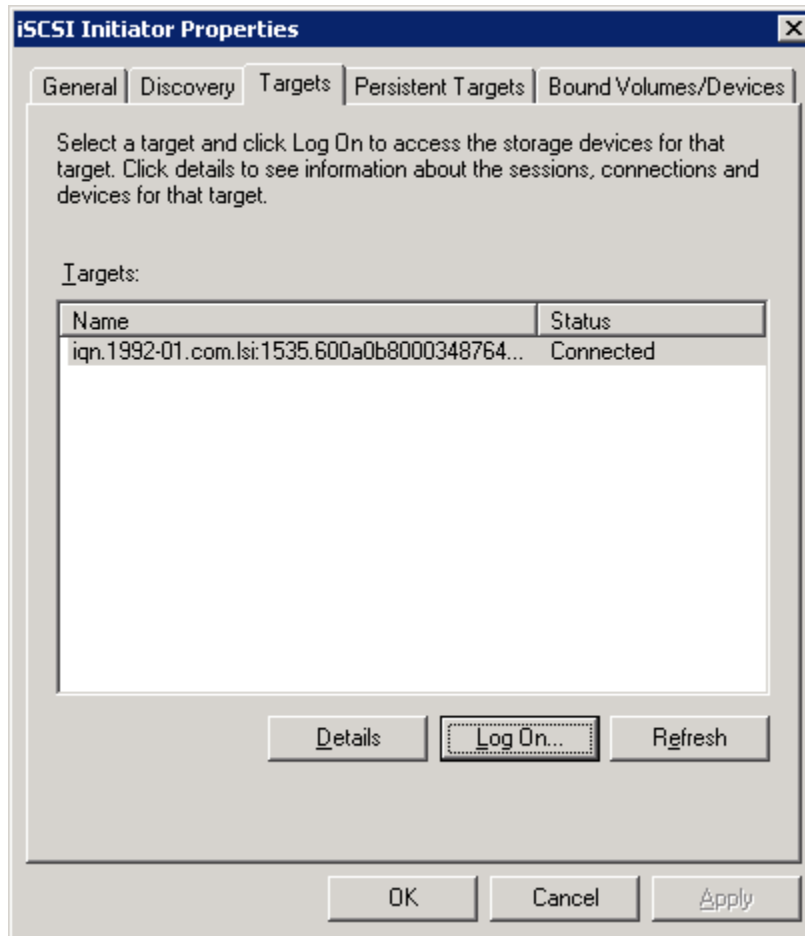 iSCSI Initiator Properties
General Discovery Targets Persistent Targets Bound Volumes/Devices
Select a target and click Log On to access the storage devices for that
target. Click details to see information about the sessions, connections and
devices for that target.
Targets:
Name Status
iqn.1992-01.com.lsi:1535.600a0b8000348764... Connected
Details Log On... Refresh
OK Cancel Apply